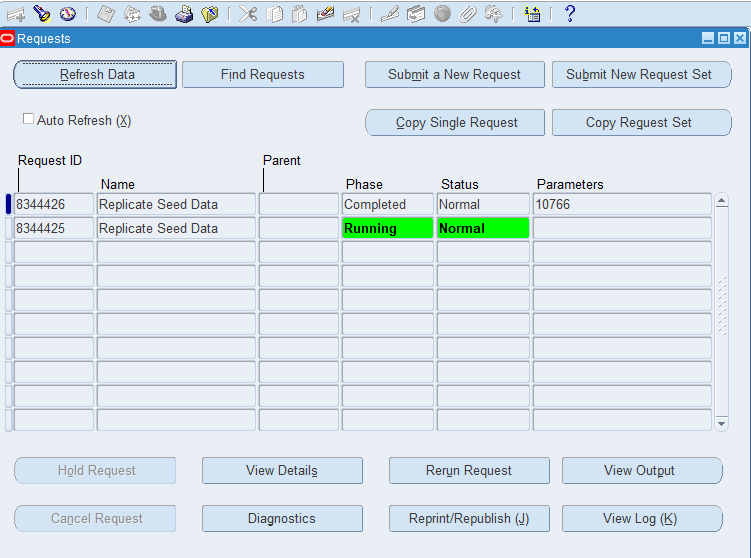 Requests
Refresh Data
Find Requests
Submit a New Request
Submit New Request Set
Auto Refresh (X)
Copy Single Request
Copy Request Set
Request ID
Parent
Name
Phase
Status
Parameters
8344426 Replicate Seed Data Completed Normal 10766
8344425 Replicate Seed Data Running Normal
Hold Request
View Details
Rerun Request
View Output
Cancel Request
Diagnostics
Reprint/Republish (J)
View Log (K)